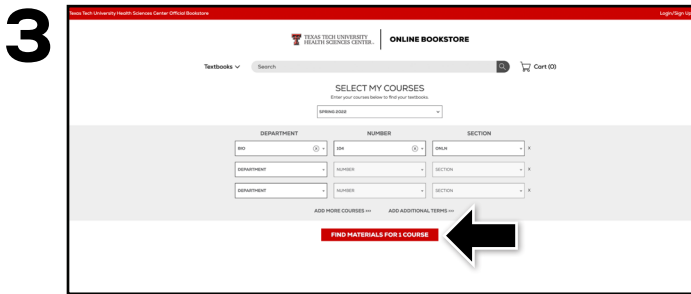 3
Texas Tech University Health Sciences Center Official Bookstore
Login/Sign Up
TEXAS TECH UNIVERSITY
HEALTH SCIENCES CENTER
ONLINE BOOKSTORE
Textbooks
Search
Cart (0)
SELECT MY COURSES
Enter your courses below to find your textbooks.
SPRING 2022
DEPARTMENT NUMBER SECTION
BIO ONLN X
DEPARTMENT NUMBER SECTION X
DEPARTMENT NUMBER SECTION X
ADD MORE COURSES ADD ADDITIONAL TERMS
FIND MATERIALS FOR 1 COURSE